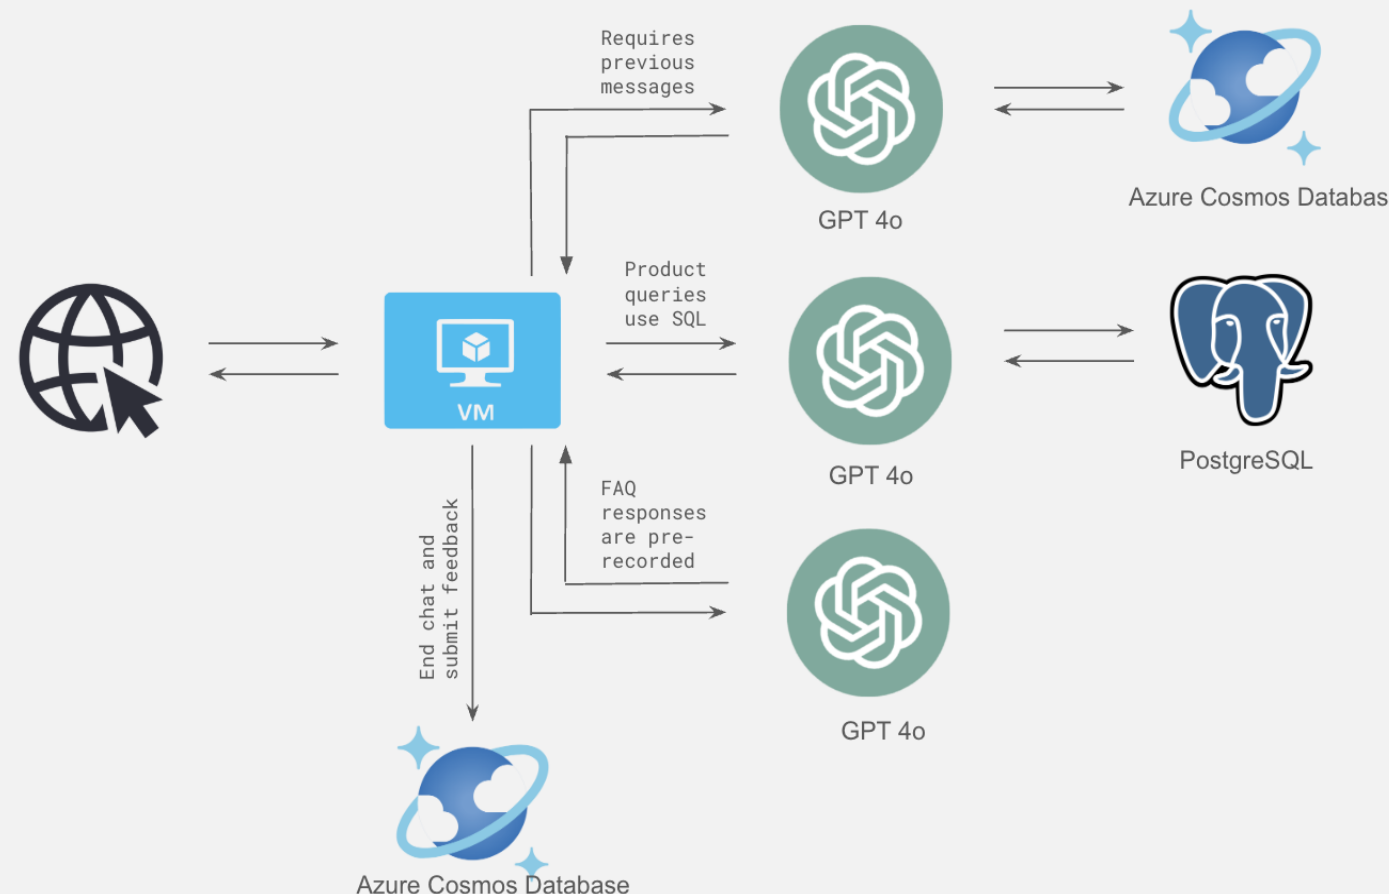 Requires
previous
messages
GPT 4o
Azure Cosmos Databas
Product
queries
use SQL
VM
GPT 4o
PostgreSQL
FAQ
responses
are pre-
recorded
End chat and
submit feedback
GPT 4o
Azure Cosmos Database